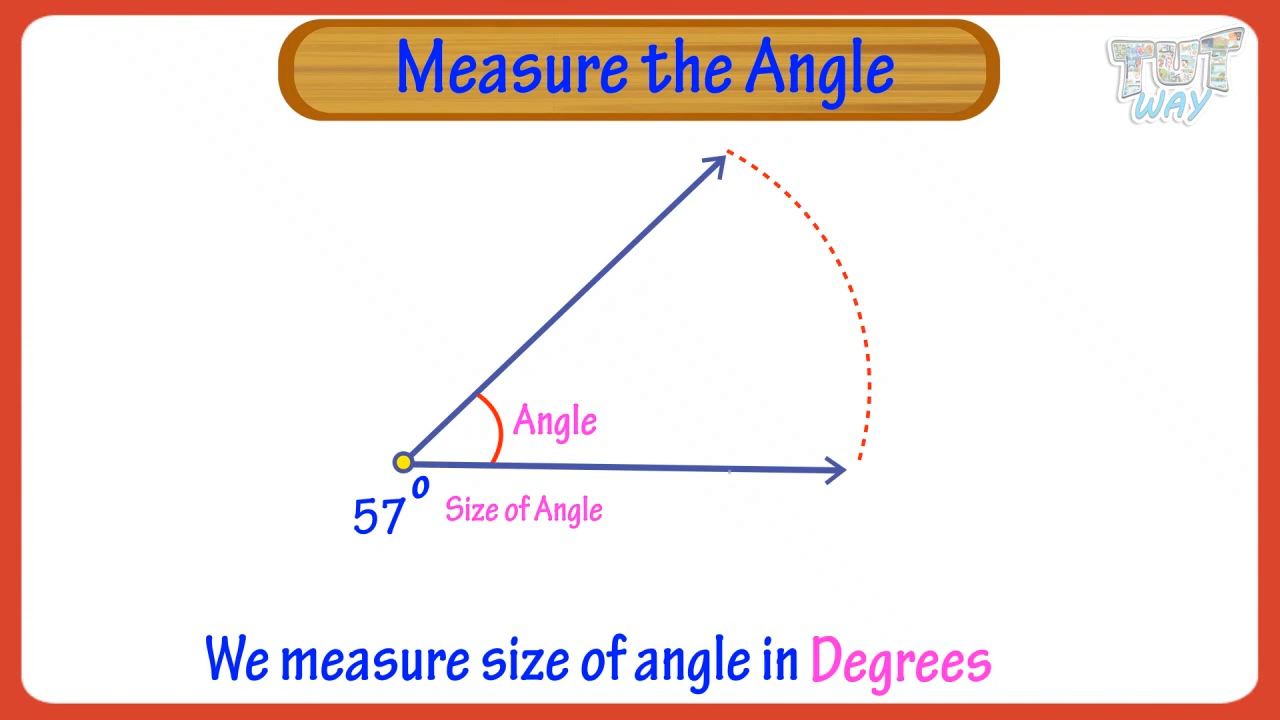 Measure the Angle
TUT
WAY
Angle
57°
Size of Angle
We measure size of angle in Degrees